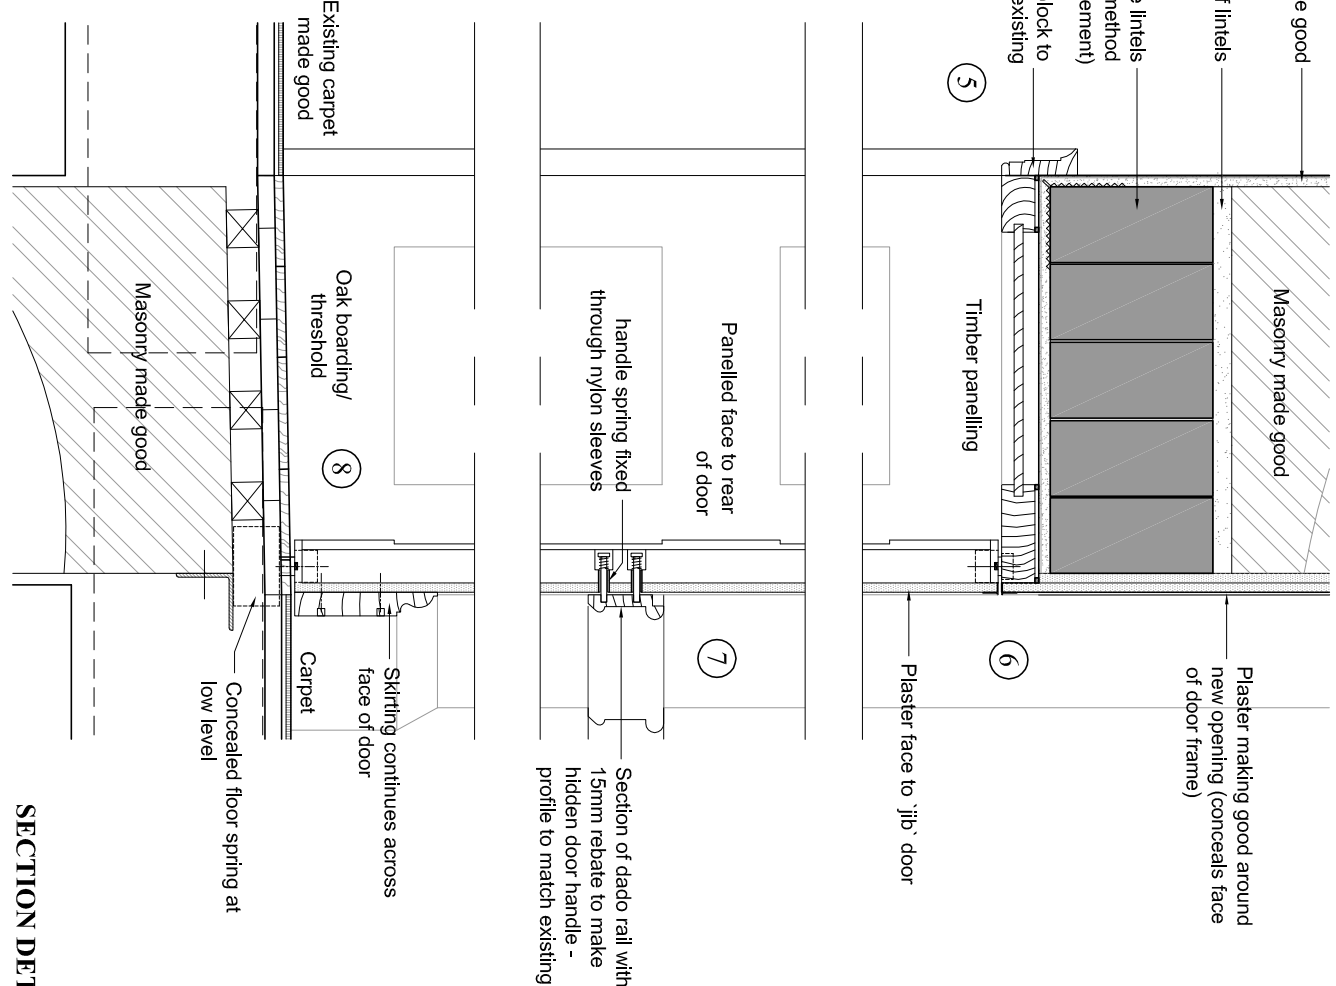 e good
f lintels
e lintels
method
ement)
lock to
existing
5
Masonry made good
Timber panelling
Plaster making good around
new opening (conceals face
of door frame)
6
Plaster face to `jib` door
Panelled face to rear
of door
7
handle spring fixed
through nylon sleeves
Section of dado rail with
15mm rebate to make
hidden door handle -
profile to match existing
Existing carpet
made good
Oak boarding/
threshold
8
Skirting continues across
face of door
Carpet
Concealed floor spring at
low level
Masonry made good
SECTION DET